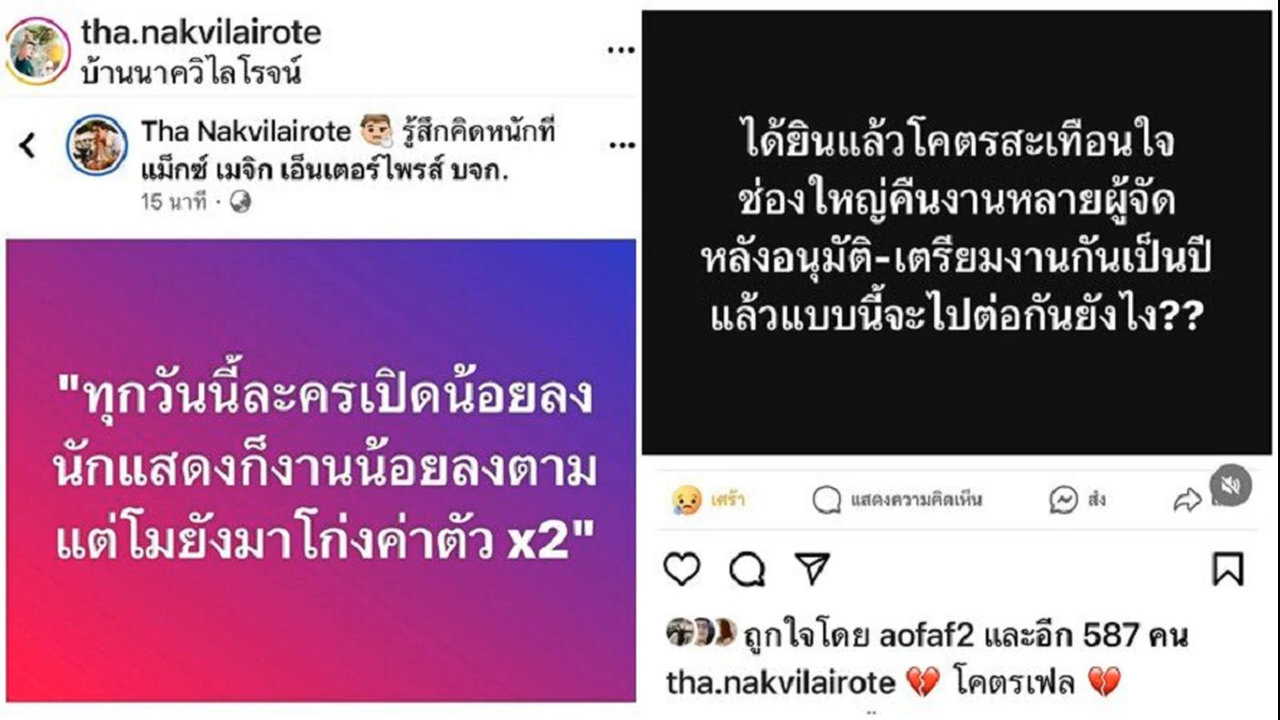 tha.nakvilairote
บ้านนาควิไลโรจน์
Tha Nakvilairote รู้สึกคิดหนักที่
แม็กซ์ เมจิก เอ็นเตอร์ไพรส์ บจก.
15 นาที ·
"ทุกวันนี้ละครเปิดน้อยลง
นักแสดงก็งานน้อยลงตาม
แต่โมยังมาโก่งค่าตัว x2"
ได้ยินแล้วโคตรสะเทือนใจ
ช่องใหญ่คืนงานหลายผู้จัด
หลังอนุมัติ-เตรียมงานกันเป็นปี
แล้วแบบนี้จะไปต่อกันยังไง??
เศร้า แสดงความคิดเห็น ส่ง
ถูกใจโดย aofaf2 และอีก 587 คน
tha.nakvilairote 💔 โคตรเฟล 💔